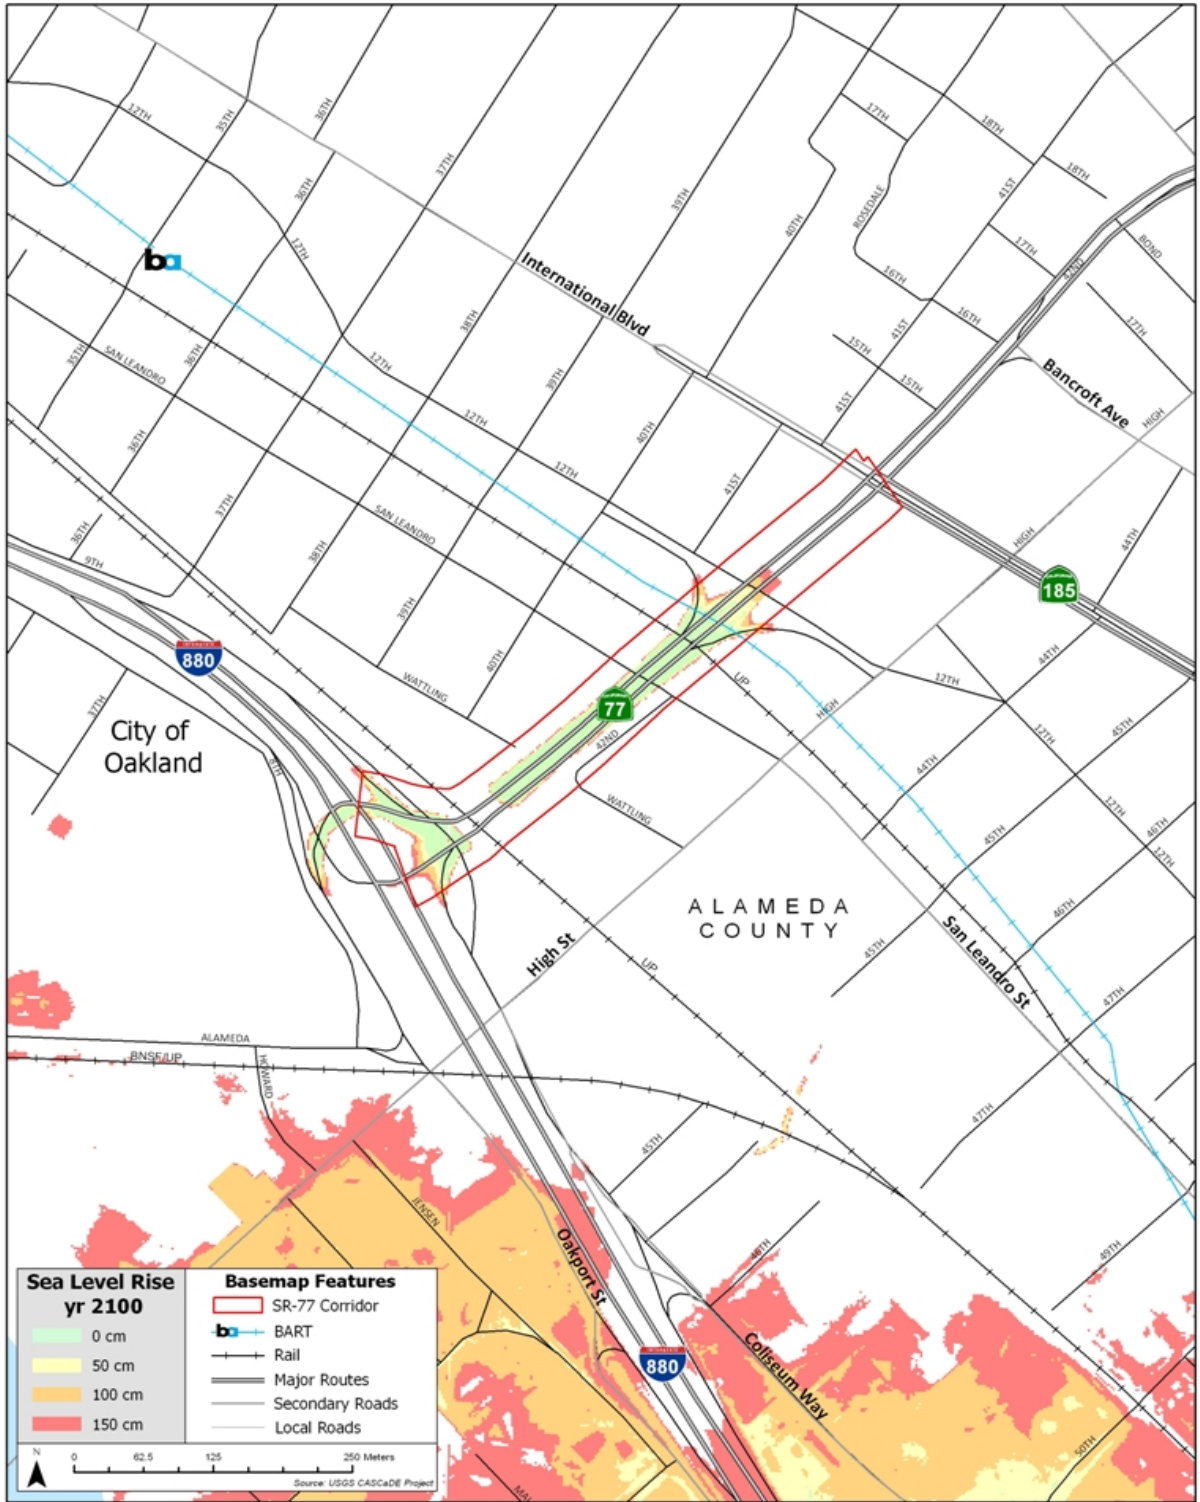 12TH
35TH
36TH
37TH
36TH
12TH
39TH
40TH
17TH
18TH
18TH
41ST
ROSEDALE
17TH
BOND
42ND
16TH
16TH
17TH
41ST
15TH
15TH
ba
International Blvd
38TH
35TH
36TH
SAN LEANDRO
12TH
39TH
12TH
40TH
41ST
Bancroft Ave
HIGH
12TH
41ST
36TH
37TH
SAN LEANDRO
36TH
38TH
9TH
HIGH
44TH
185
39TH
40TH
880
WATTLING
44TH
UP
12TH
77
HIGH
37TH
City of
Oakland
42ND
12TH
45TH
8TH
44TH
WATTLING
12TH
46TH
45TH
12TH
ALAMEDA
COUNTY
46TH
High St
UP
45TH
San Leandro St
47TH
ALAMEDA
BNSF/UP
HOWARD
47TH
45TH
JENSEN
48TH
49TH
Oakport St
880
Coliseum Way
50TH
Sea Level Rise
yr 2100
0 cm
50 cm
100 cm
150 cm
Basemap Features
SR-77 Corridor
ba BART
Rail
Major Routes
Secondary Roads
Local Roads
N
0 62.5 125 250 Meters
Source: USGS CASCaDE Project